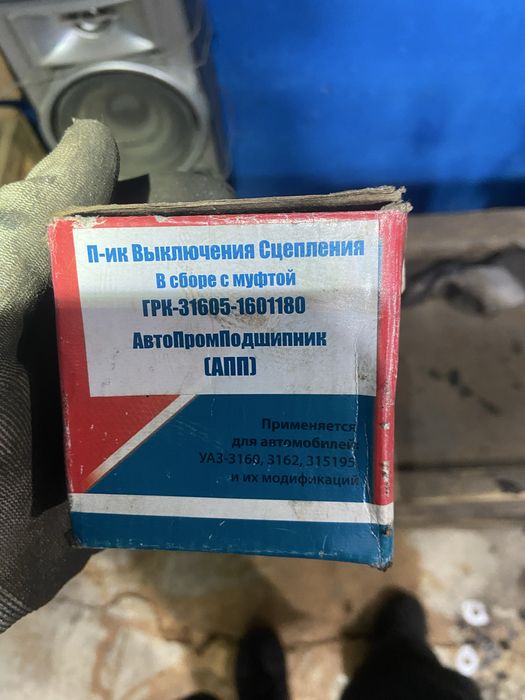 П-ик Выключения Сцепления
В сборе с муфтой
ГРК-31605-1601180
АвтоПромПодшипник
(АПП)
Применяется
для автомобилей
УАЗ-3160, 3162, 315195
и их модификаций